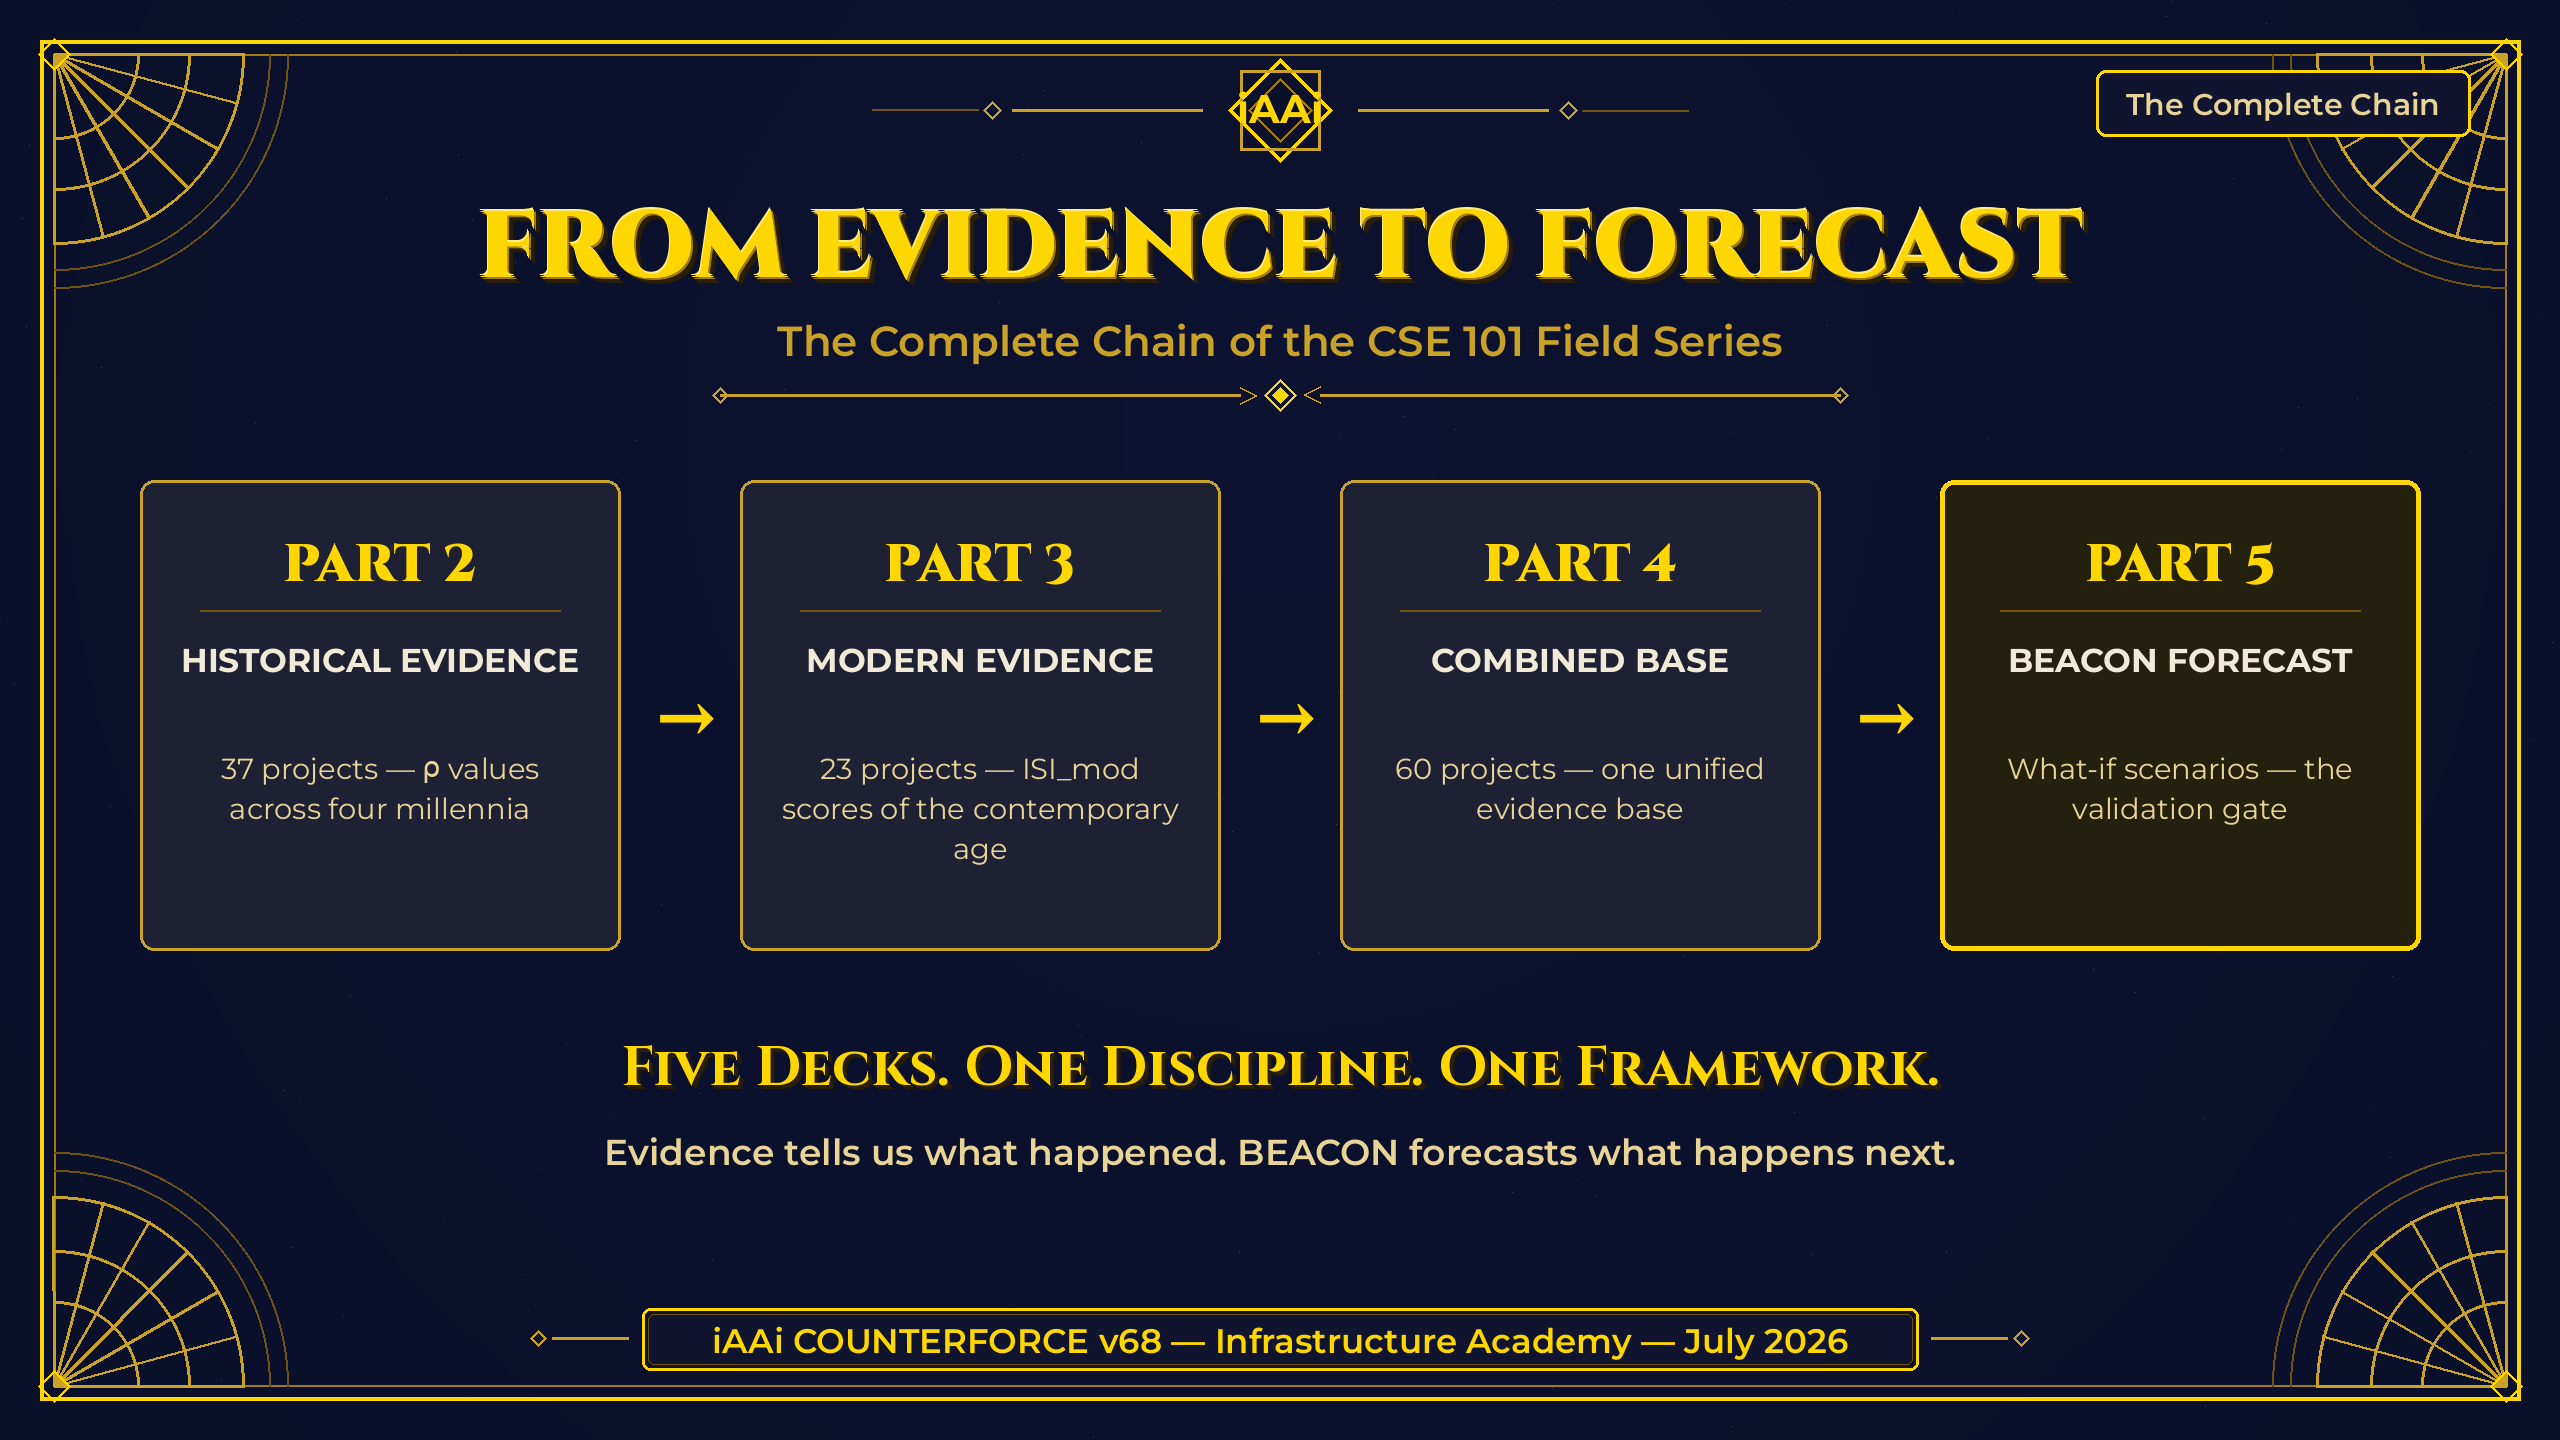 iAAi
The Complete Chain
FROM EVIDENCE TO FORECAST
The Complete Chain of the CSE 101 Field Series
PART 2
HISTORICAL EVIDENCE
37 projects — ρ values
across four millennia
→
PART 3
MODERN EVIDENCE
23 projects — ISI_mod
scores of the contemporary
age
→
PART 4
COMBINED BASE
60 projects — one unified
evidence base
→
PART 5
BEACON FORECAST
What-if scenarios — the
validation gate
Five Decks. One Discipline. One Framework.
Evidence tells us what happened. BEACON forecasts what happens next.
iAAi COUNTERFORCE v68 — Infrastructure Academy — July 2026